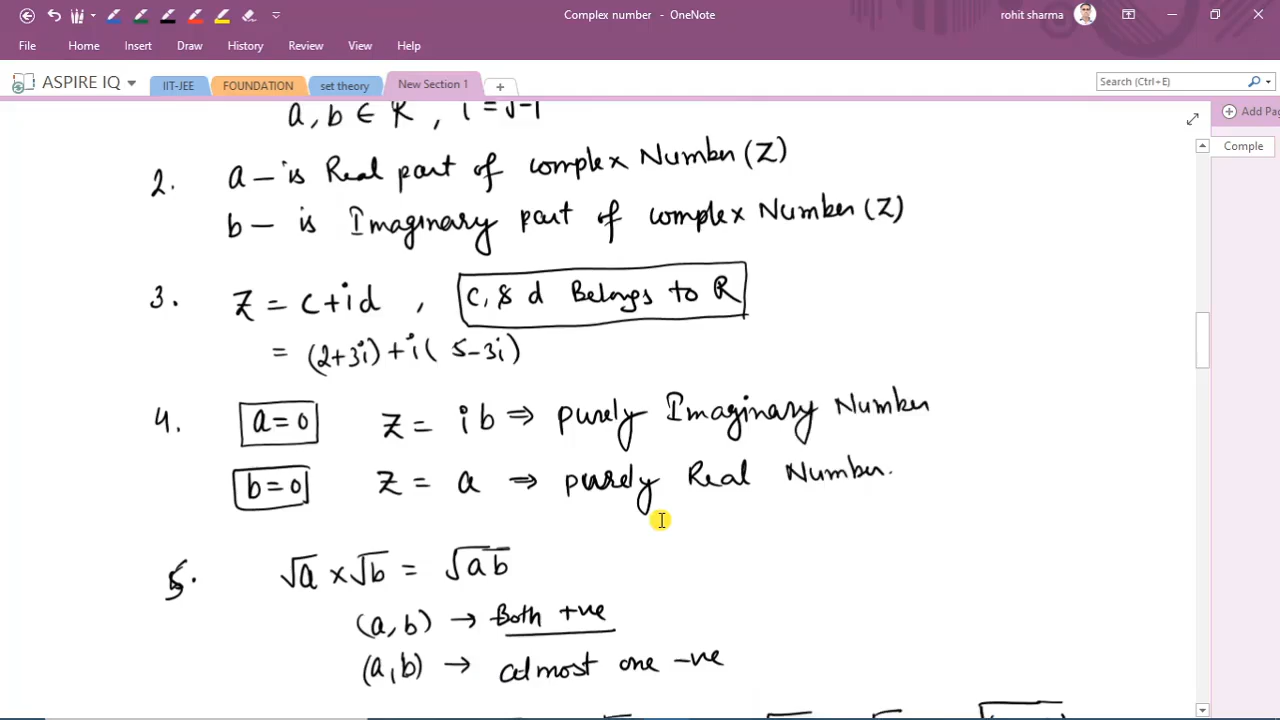 Complex number - OneNote
rohit sharma
File Home Insert Draw History Review View Help
ASPIRE IQ IIT-JEE FOUNDATION set theory New Section 1 +
Search (Ctrl+E)
Add Pag
Comple
a, b ∈ R, i = √-1
2. a — is Real part of complex Number (Z)
b — is Imaginary part of complex Number (Z)
3. Z = c+id , c, & d Belongs to R
= (2+3i)+i( 5-3i)
4. a=0 Z = ib ⇒ purely Imaginary Number
b=0 Z = a ⇒ purely Real Number.
5. √a × √b = √ab
(a,b) → Both +ve
(a,b) → atmost one -ve